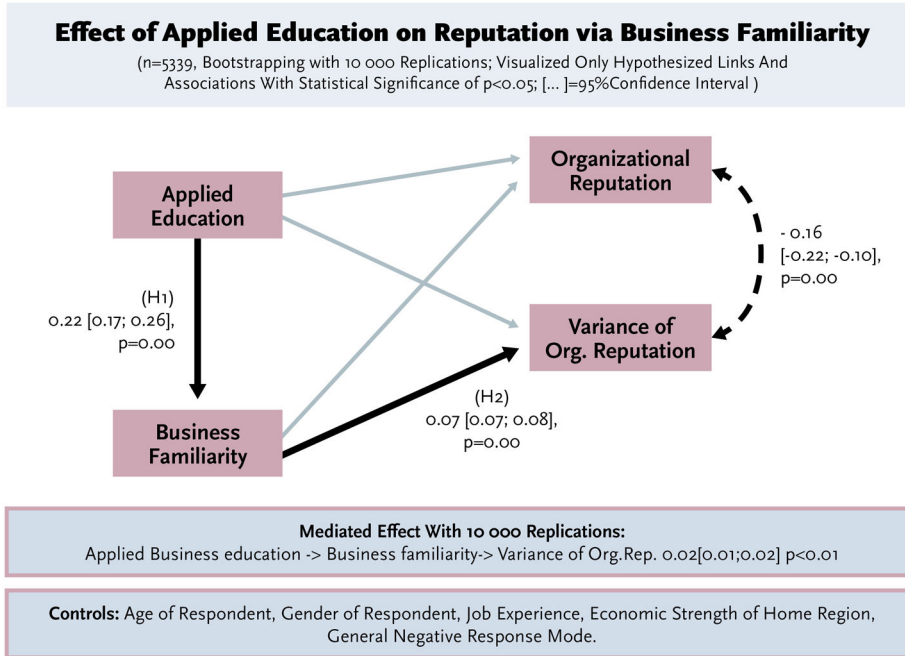 Effect of Applied Education on Reputation via Business Familiarity
(n=5339, Bootstrapping with 10 000 Replications; Visualized Only Hypothesized Links And
Associations With Statistical Significance of p<0.05; [... ]=95%Confidence Interval )
Organizational
Reputation
Applied
Education
- 0.16
[-0.22; -0.10],
p=0.00
(H1)
0.22 [0.17; 0.26],
p=0.00
Variance of
Org. Reputation
(H2)
0.07 [0.07; 0.08],
p=0.00
Business
Familiarity
Mediated Effect With 10 000 Replications:
Applied Business education -> Business familiarity-> Variance of Org.Rep. 0.02[0.01;0.02] p<0.01
Controls: Age of Respondent, Gender of Respondent, Job Experience, Economic Strength of Home Region,
General Negative Response Mode.